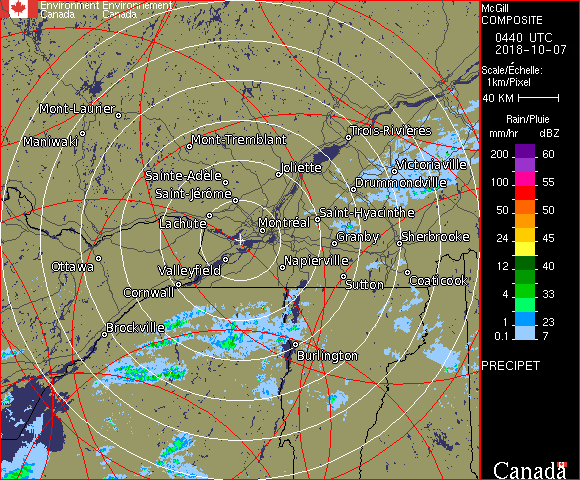 Environment Environnement
Canada Canada
McGill
COMPOSITE
0440 UTC
2018-10-07
Scale/Échelle:
1km/Pixel
40 KM
Rain/Pluie
mm/hr dBZ
200 60
100 55
50 50
24 45
12 40
4 33
2 30
1 23
0.1 7
PRECIPET
Canada
Mont-Laurier
Maniwaki
Mont-Tremblant
Trois-Rivières
Sainte-Adèle
Joliette
Victoriaville
Saint-Jérôme
Drummondville
Lachute
Montréal
Saint-Hyacinthe
Granby
Sherbrooke
Ottawa
Valleyfield
Napierville
Cornwall
Sutton
Coaticook
Brockville
Burlington